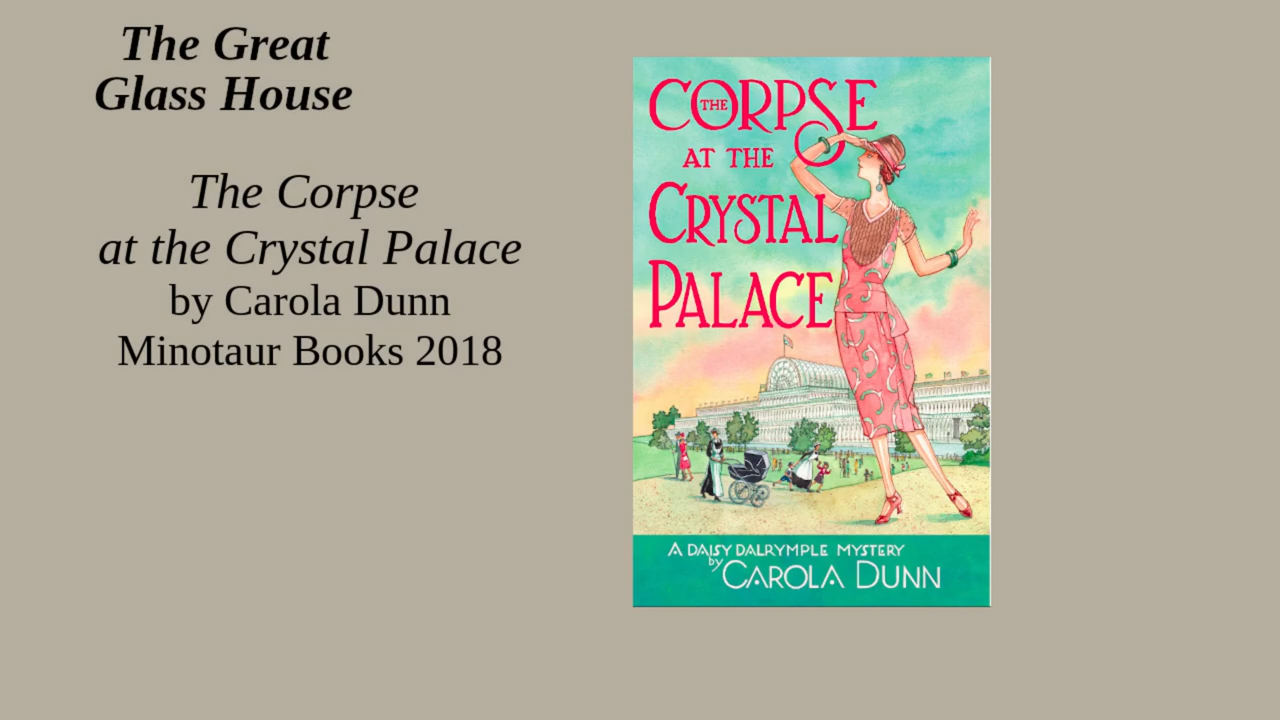 The Great
Glass House
The Corpse
at the Crystal Palace
by Carola Dunn
Minotaur Books 2018
THE CORPSE
AT THE
CRYSTAL
PALACE
A DAISY DALRYMPLE MYSTERY
by CAROLA DUNN